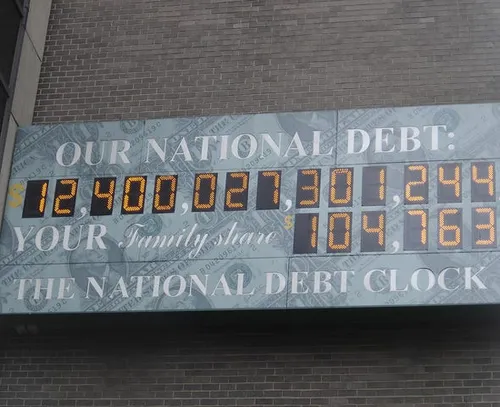 OUR NATIONAL DEBT:
$12,400,027,301,244
YOUR Family share $104,763
THE NATIONAL DEBT CLOCK